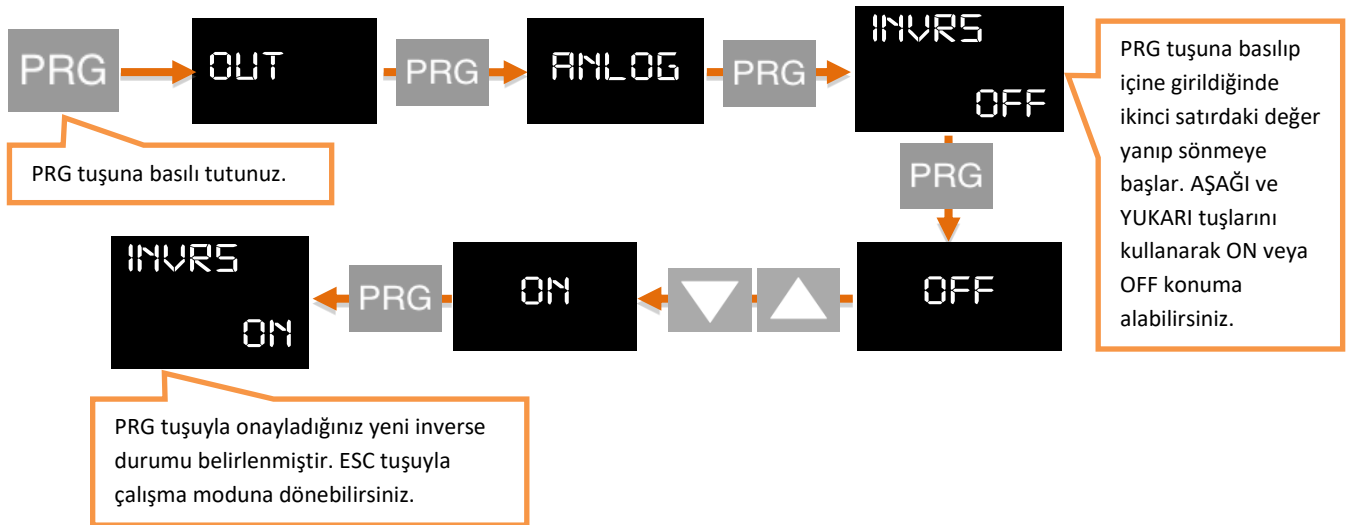 PRG
OUT
PRG
ANLOG
PRG
INVRS
OFF
PRG tuşuna basılıp
içine girildiğinde
ikinci satırdaki değer
yanıp sönmeye
başlar. AŞAĞI ve
YUKARI tuşlarını
kullanarak ON veya
OFF konuma
alabilirsiniz.
PRG tuşuna basılı tutunuz.
PRG
OFF
ON
PRG
INVRS
ON
PRG tuşuyla onayladığınız yeni inverse
durumu belirlenmiştir. ESC tuşuyla
çalışma moduna dönebilirsiniz.